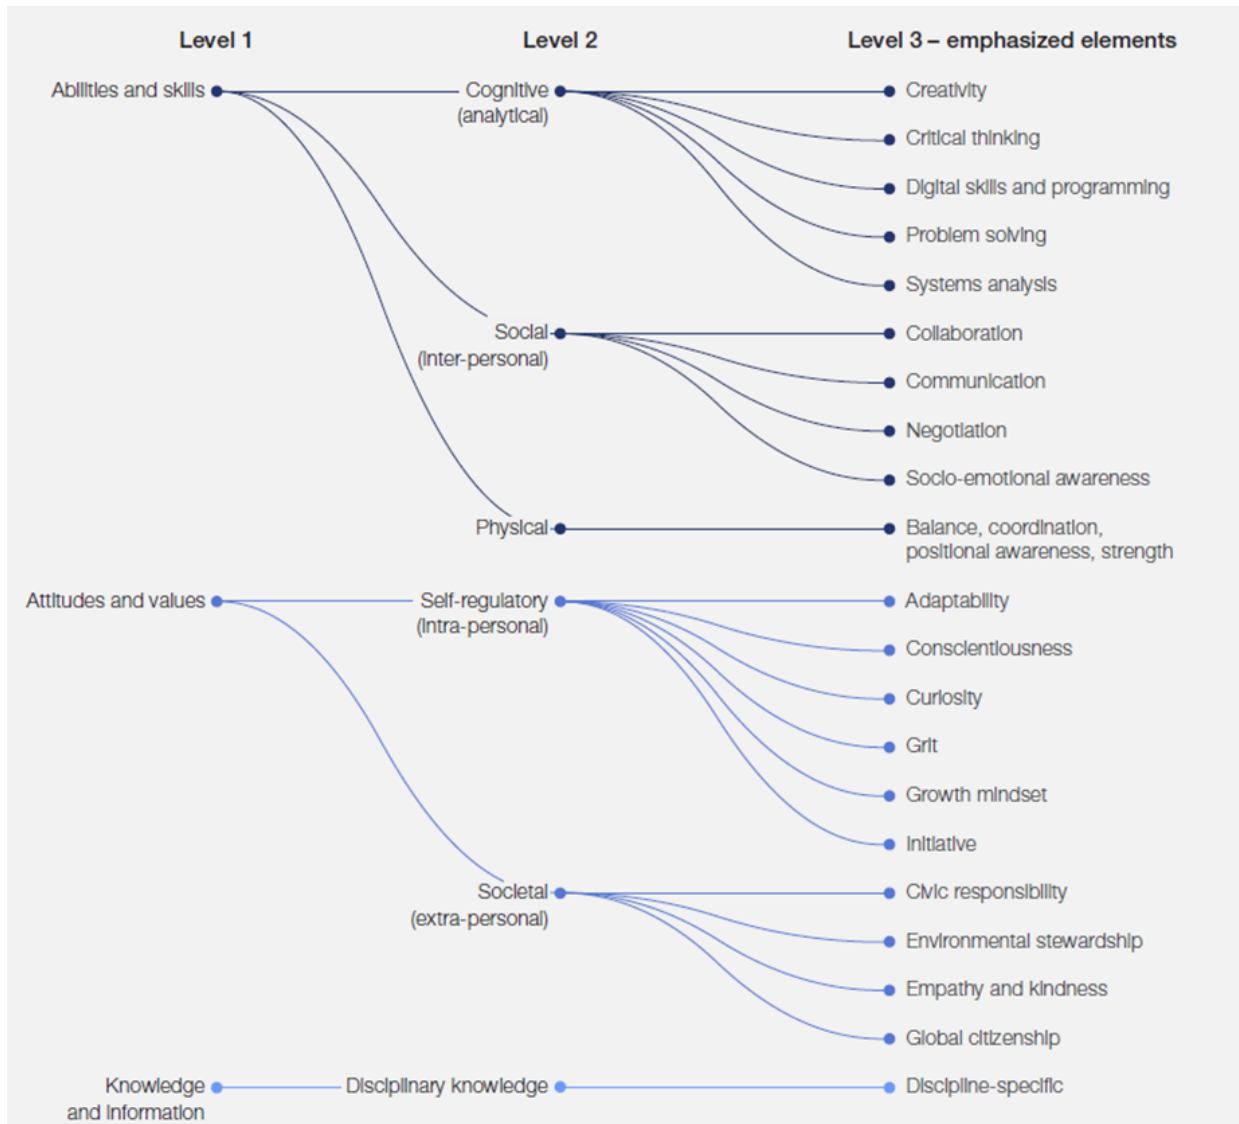 Level 1
Level 2
Level 3 – emphasized elements
Abilities and skills
Cognitive
(analytical)
Creativity
Critical thinking
Digital skills and programming
Problem solving
Systems analysis
Social
(inter-personal)
Collaboration
Communication
Negotiation
Socio-emotional awareness
Physical
Balance, coordination,
positional awareness, strength
Attitudes and values
Self-regulatory
(intra-personal)
Adaptability
Conscientiousness
Curiosity
Grit
Growth mindset
Initiative
Societal
(extra-personal)
Civic responsibility
Environmental stewardship
Empathy and kindness
Global citizenship
Knowledge
and information
Disciplinary knowledge
Discipline-specific